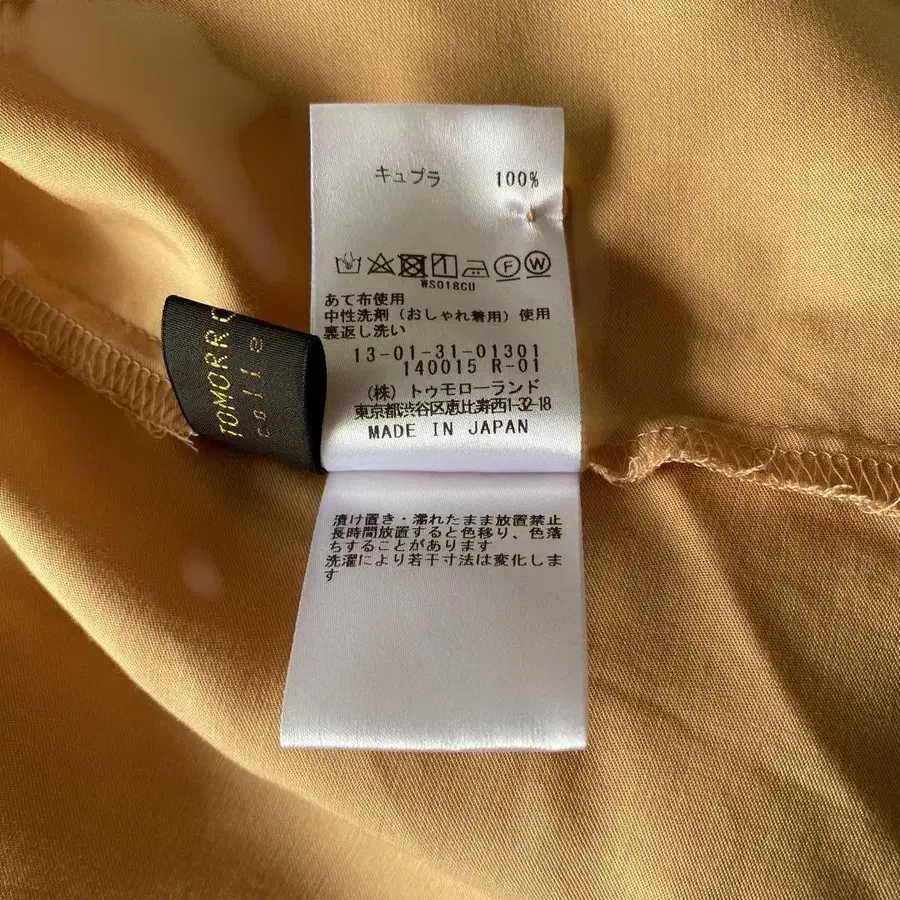 キュプラ 100%
F W
WS018CU
あて布使用
中性洗剤（おしゃれ着用）使用
裏返し洗い
13-01-31-01301
140015 R-01
（株）トゥモローランド
東京都渋谷区恵比寿西1-32-18
MADE IN JAPAN
TOMORRO
漬け置き・濡れたまま放置禁止
長時間放置すると色移り、色落
ちすることがあります
洗濯により若干寸法は変化しま
す